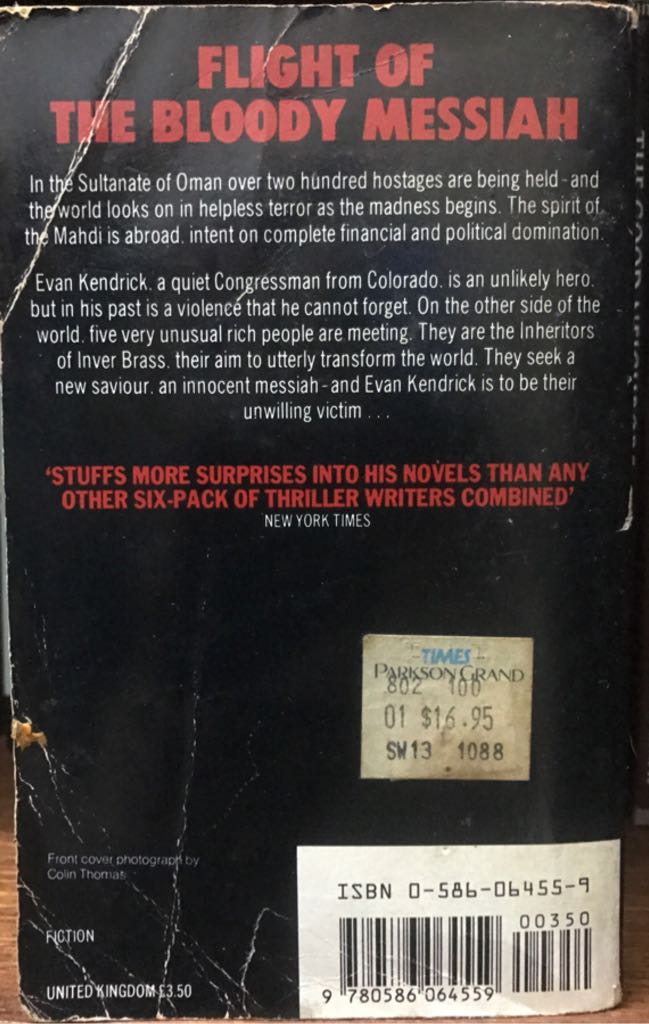 FLIGHT OF
THE BLOODY MESSIAH
In the Sultanate of Oman over two hundred hostages are being held - and
the world looks on in helpless terror as the madness begins. The spirit of
the Mahdi is abroad, intent on complete financial and political domination.
Evan Kendrick, a quiet Congressman from Colorado, is an unlikely hero,
but in his past is a violence that he cannot forget. On the other side of the
world, five very unusual rich people are meeting. They are the Inheritors
of Inver Brass, their aim to utterly transform the world. They seek a
new saviour, an innocent messiah - and Evan Kendrick is to be their
unwilling victim . . .
'STUFFS MORE SURPRISES INTO HIS NOVELS THAN ANY
OTHER SIX-PACK OF THRILLER WRITERS COMBINED'
NEW YORK TIMES
TIMES
PARKSON GRAND
802 100
01 $16.95
SW13 1088
Front cover photograph by
Colin Thomas
FICTION
UNITED KINGDOM £3.50
ISBN 0-586-06455-9
00350
9 780586 064559